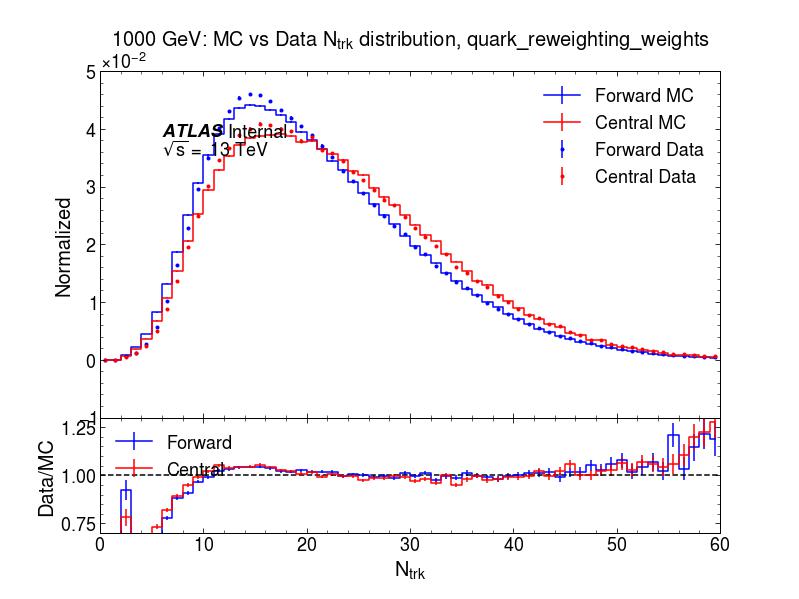 1000 GeV: MC vs Data Ntrk distribution, quark_reweighting_weights
×10−2
5
4
3
2
1
0
−1
Normalized
ATLAS Internal
√s = 13 TeV
Forward MC
Central MC
Forward Data
Central Data
1.25
1.00
0.75
Data/MC
Forward
Central
0 10 20 30 40 50 60
Ntrk